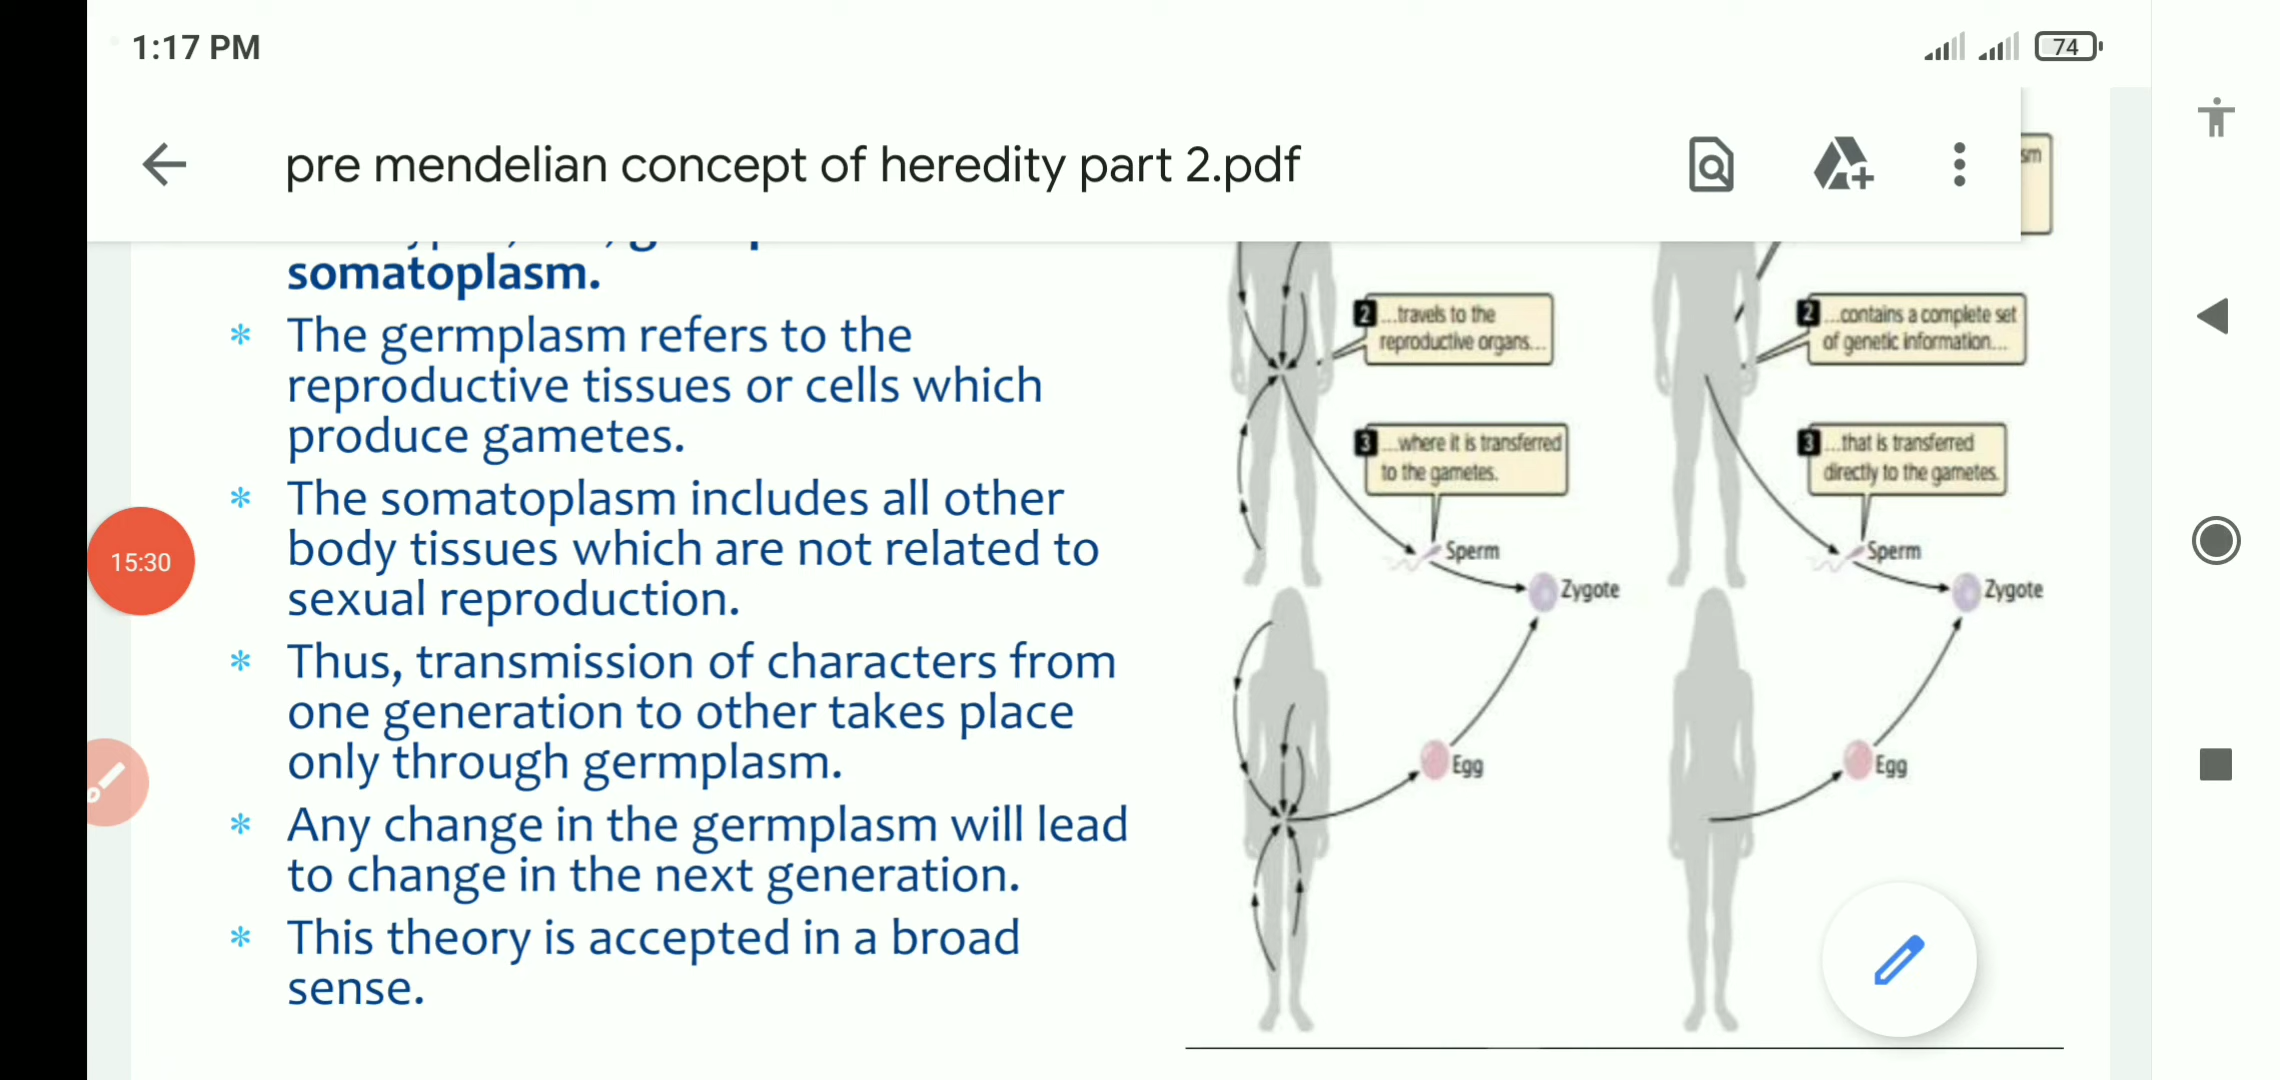 1:17 PM
74
pre mendelian concept of heredity part 2.pdf
sm
somatoplasm.
* The germplasm refers to the
reproductive tissues or cells which
produce gametes.
* The somatoplasm includes all other
body tissues which are not related to
sexual reproduction.
* Thus, transmission of characters from
one generation to other takes place
only through germplasm.
* Any change in the germplasm will lead
to change in the next generation.
* This theory is accepted in a broad
sense.
15:30
2 ...travels to the
reproductive organs...
3 ...where it is transferred
to the gametes.
Sperm
Zygote
Egg
2 ...contains a complete set
of genetic information...
3 ...that is transferred
directly to the gametes.
Sperm
Zygote
Egg